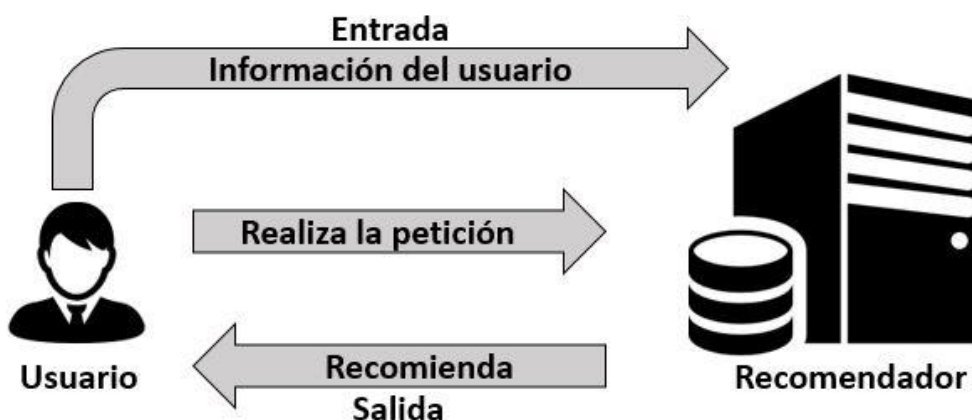 Entrada
Información del usuario
Realiza la petición
Recomienda
Salida
Usuario
Recomendador